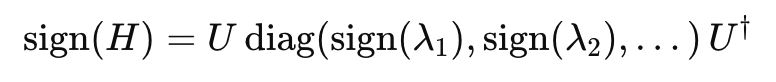 sign(H) = U diag(sign(λ₁), sign(λ₂), . . . ) U†